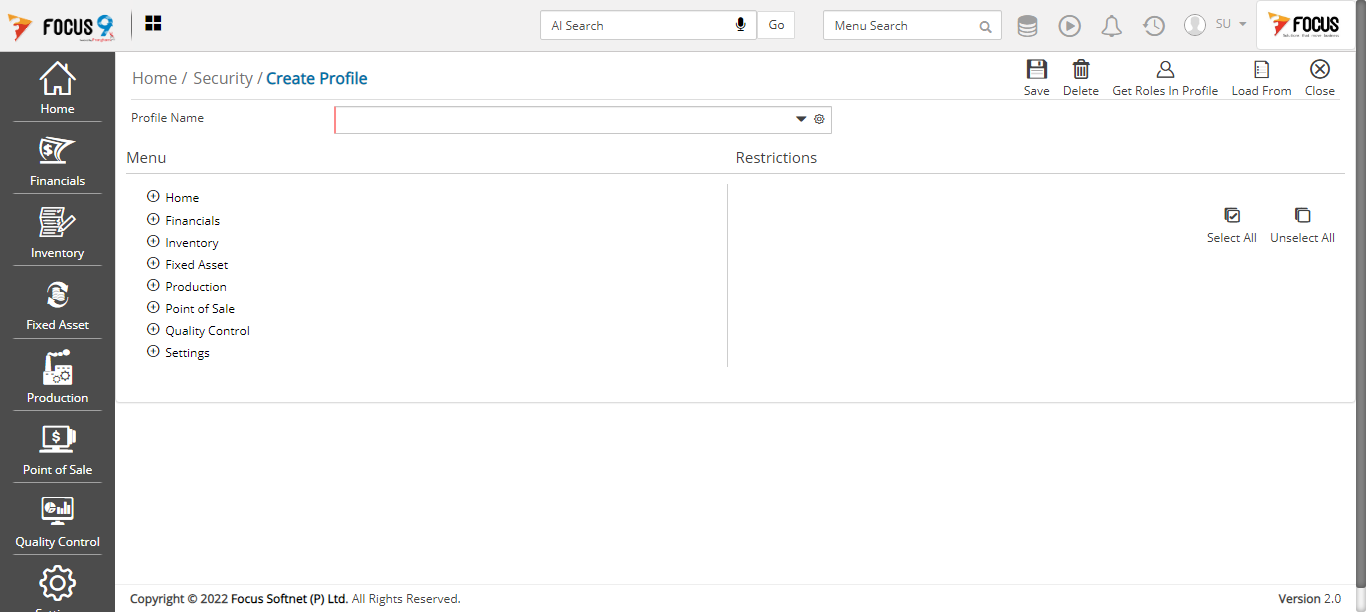 FOCUS 9
AI Search
Go
Menu Search
SU
FOCUS
Home
Financials
Inventory
Fixed Asset
Production
Point of Sale
Quality Control
Home / Security / Create Profile
Save
Delete
Get Roles In Profile
Load From
Close
Profile Name
Menu
Restrictions
Home
Financials
Inventory
Fixed Asset
Production
Point of Sale
Quality Control
Settings
Select All
Unselect All
Copyright © 2022 Focus Softnet (P) Ltd. All Rights Reserved.
Version 2.0